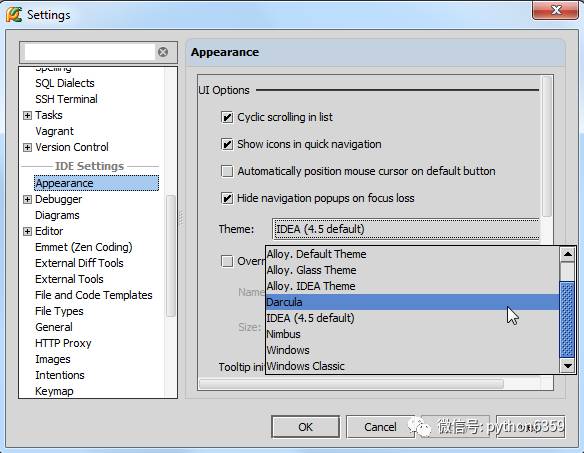 Settings
Spelling
SQL Dialects
SSH Terminal
Tasks
Vagrant
Version Control
IDE Settings
Appearance
Debugger
Diagrams
Editor
Emmet (Zen Coding)
External Diff Tools
External Tools
File and Code Templates
File Types
General
HTTP Proxy
Images
Intentions
Keymap
Appearance
UI Options
Cyclic scrolling in list
Show icons in quick navigation
Automatically position mouse cursor on default button
Hide navigation popups on focus loss
Theme: IDEA (4.5 default)
Overr
Name
Size:
Alloy. Default Theme
Alloy. Glass Theme
Alloy. IDEA Theme
Darcula
IDEA (4.5 default)
Nimbus
Windows
Windows Classic
Tooltip ini
OK
Cancel
微信号: python6359